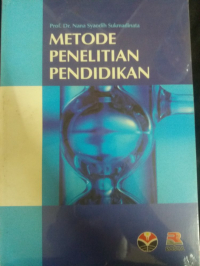 Prof. Dr. Nana Syaodih Sukmadinata
METODE
PENELITIAN
PENDIDIKAN